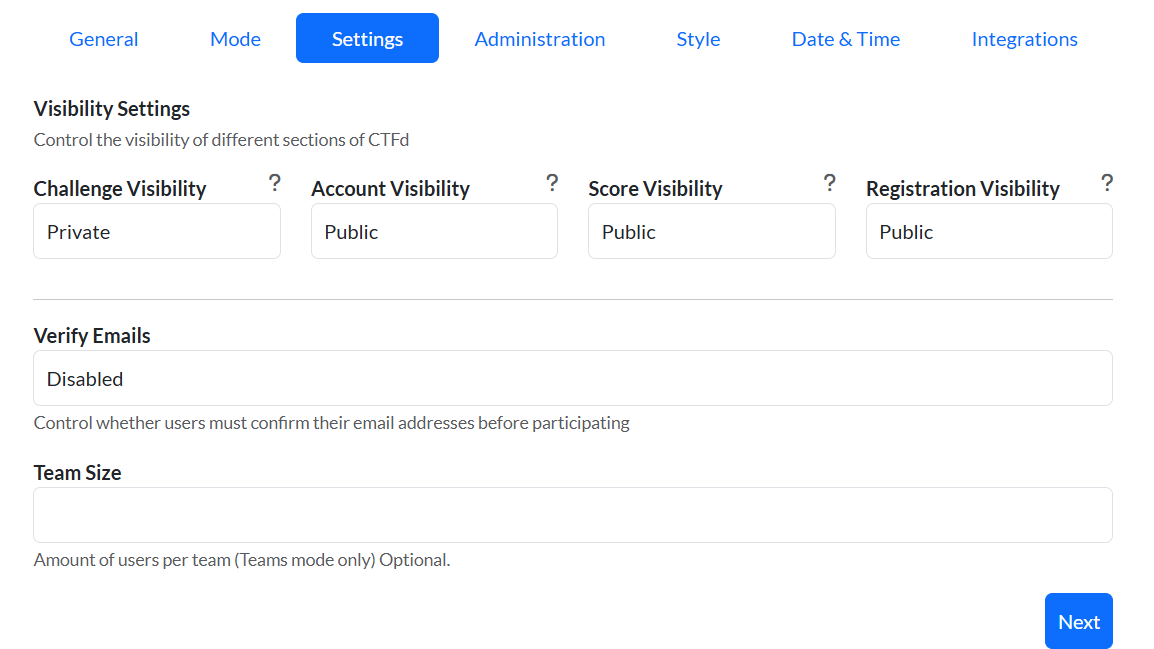 General Mode Settings Administration Style Date & Time Integrations
Visibility Settings
Control the visibility of different sections of CTFd
Challenge Visibility ? Account Visibility ? Score Visibility ? Registration Visibility ?
Private Public Public Public
Verify Emails
Disabled
Control whether users must confirm their email addresses before participating
Team Size
Amount of users per team (Teams mode only) Optional.
Next